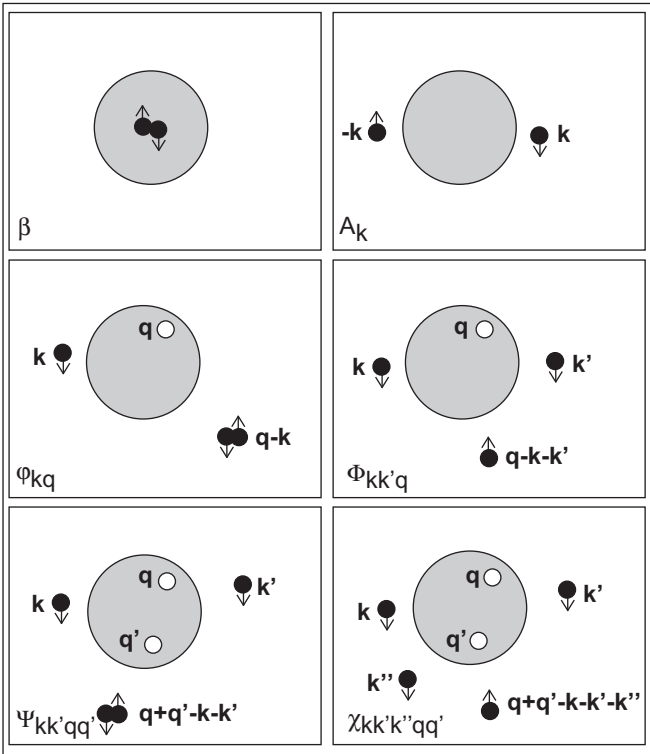 β
-k
k
A_k
q
k
q-k
φ_kq
q
k
k'
q-k-k'
Φ_kk'q
q
k
k'
q'
q+q'-k-k'
Ψ_kk'qq'
q
k
k'
q'
k''
q+q'-k-k'-k''
χ_kk'k''qq'